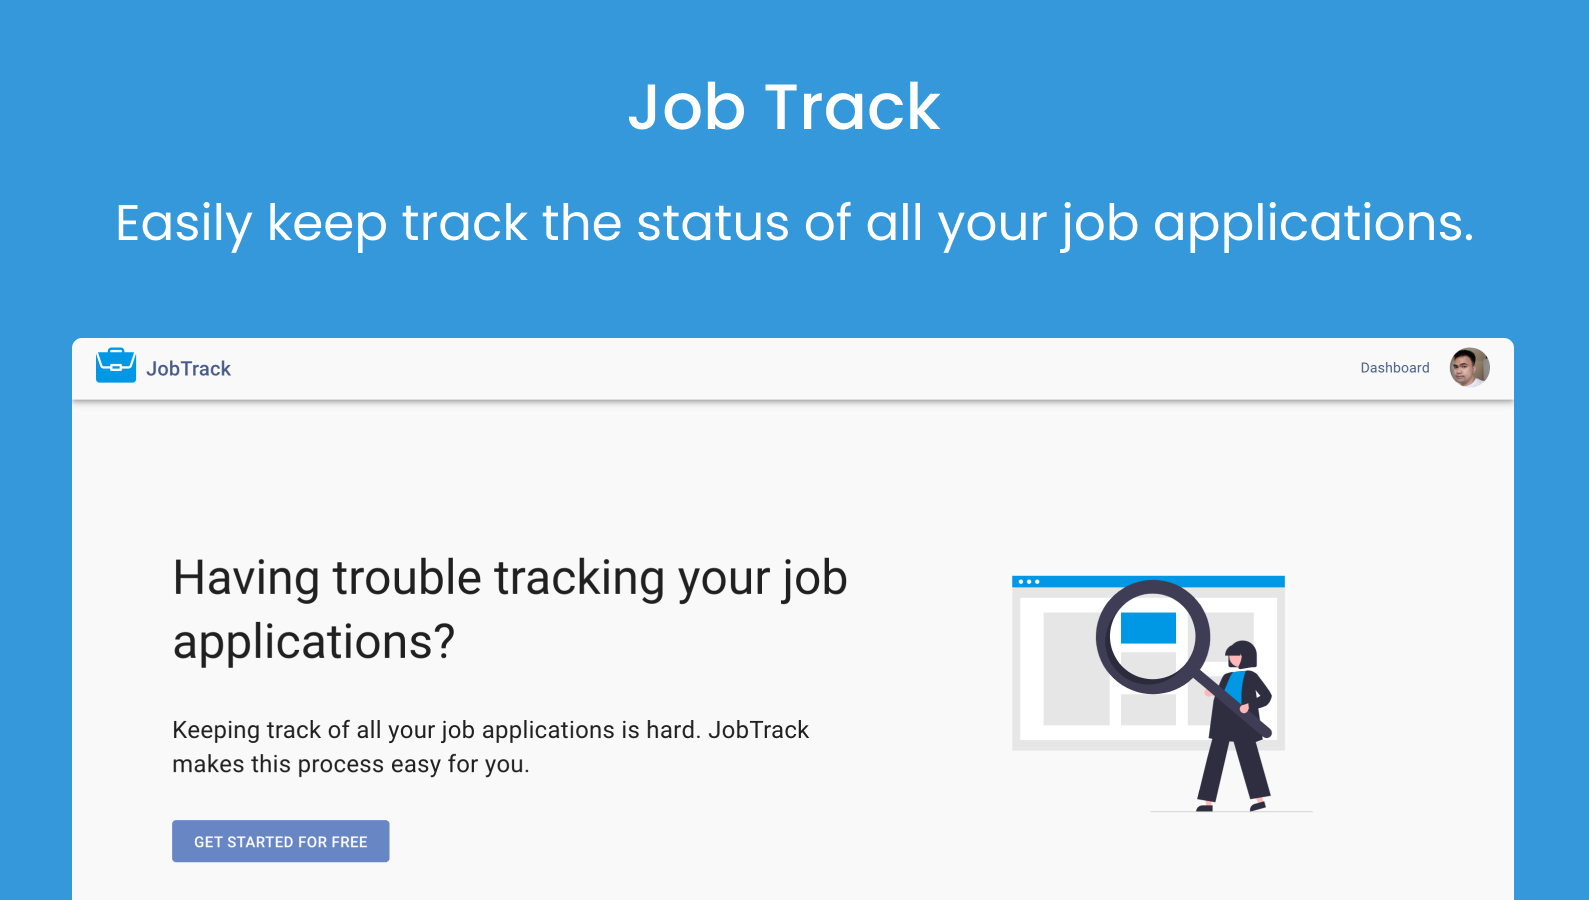 Job Track
Easily keep track the status of all your job applications.
JobTrack
Dashboard
Having trouble tracking your job
applications?
Keeping track of all your job applications is hard. JobTrack
makes this process easy for you.
GET STARTED FOR FREE